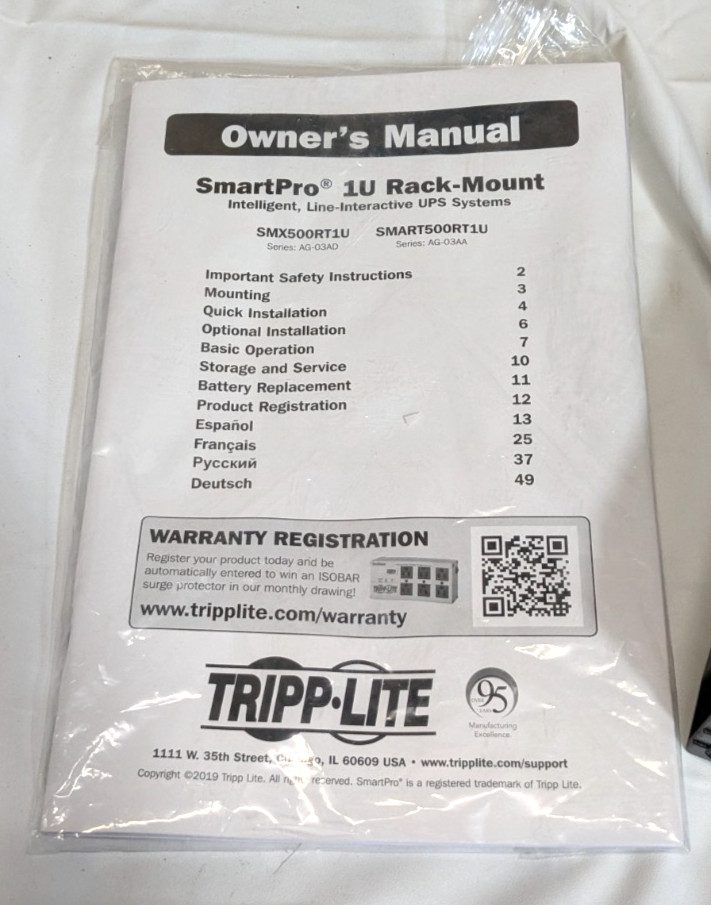 Owner's Manual
SmartPro® 1U Rack-Mount
Intelligent, Line-Interactive UPS Systems
SMX500RT1U SMART500RT1U
Series: AG-03AD Series: AG-03AA
Important Safety Instructions 2
Mounting 3
Quick Installation 4
Optional Installation 6
Basic Operation 7
Storage and Service 10
Battery Replacement 11
Product Registration 12
Español 13
Français 25
Русский 37
Deutsch 49
WARRANTY REGISTRATION
Register your product today and be
automatically entered to win an ISOBAR
surge protector in our monthly drawing!
www.tripplite.com/warranty
TRIPP-LITE
TRIPP·LITE
95
YEARS
Manufacturing
Excellence
1111 W. 35th Street, Chicago, IL 60609 USA • www.tripplite.com/support
Copyright ©2019 Tripp Lite. All rights reserved. SmartPro® is a registered trademark of Tripp Lite.